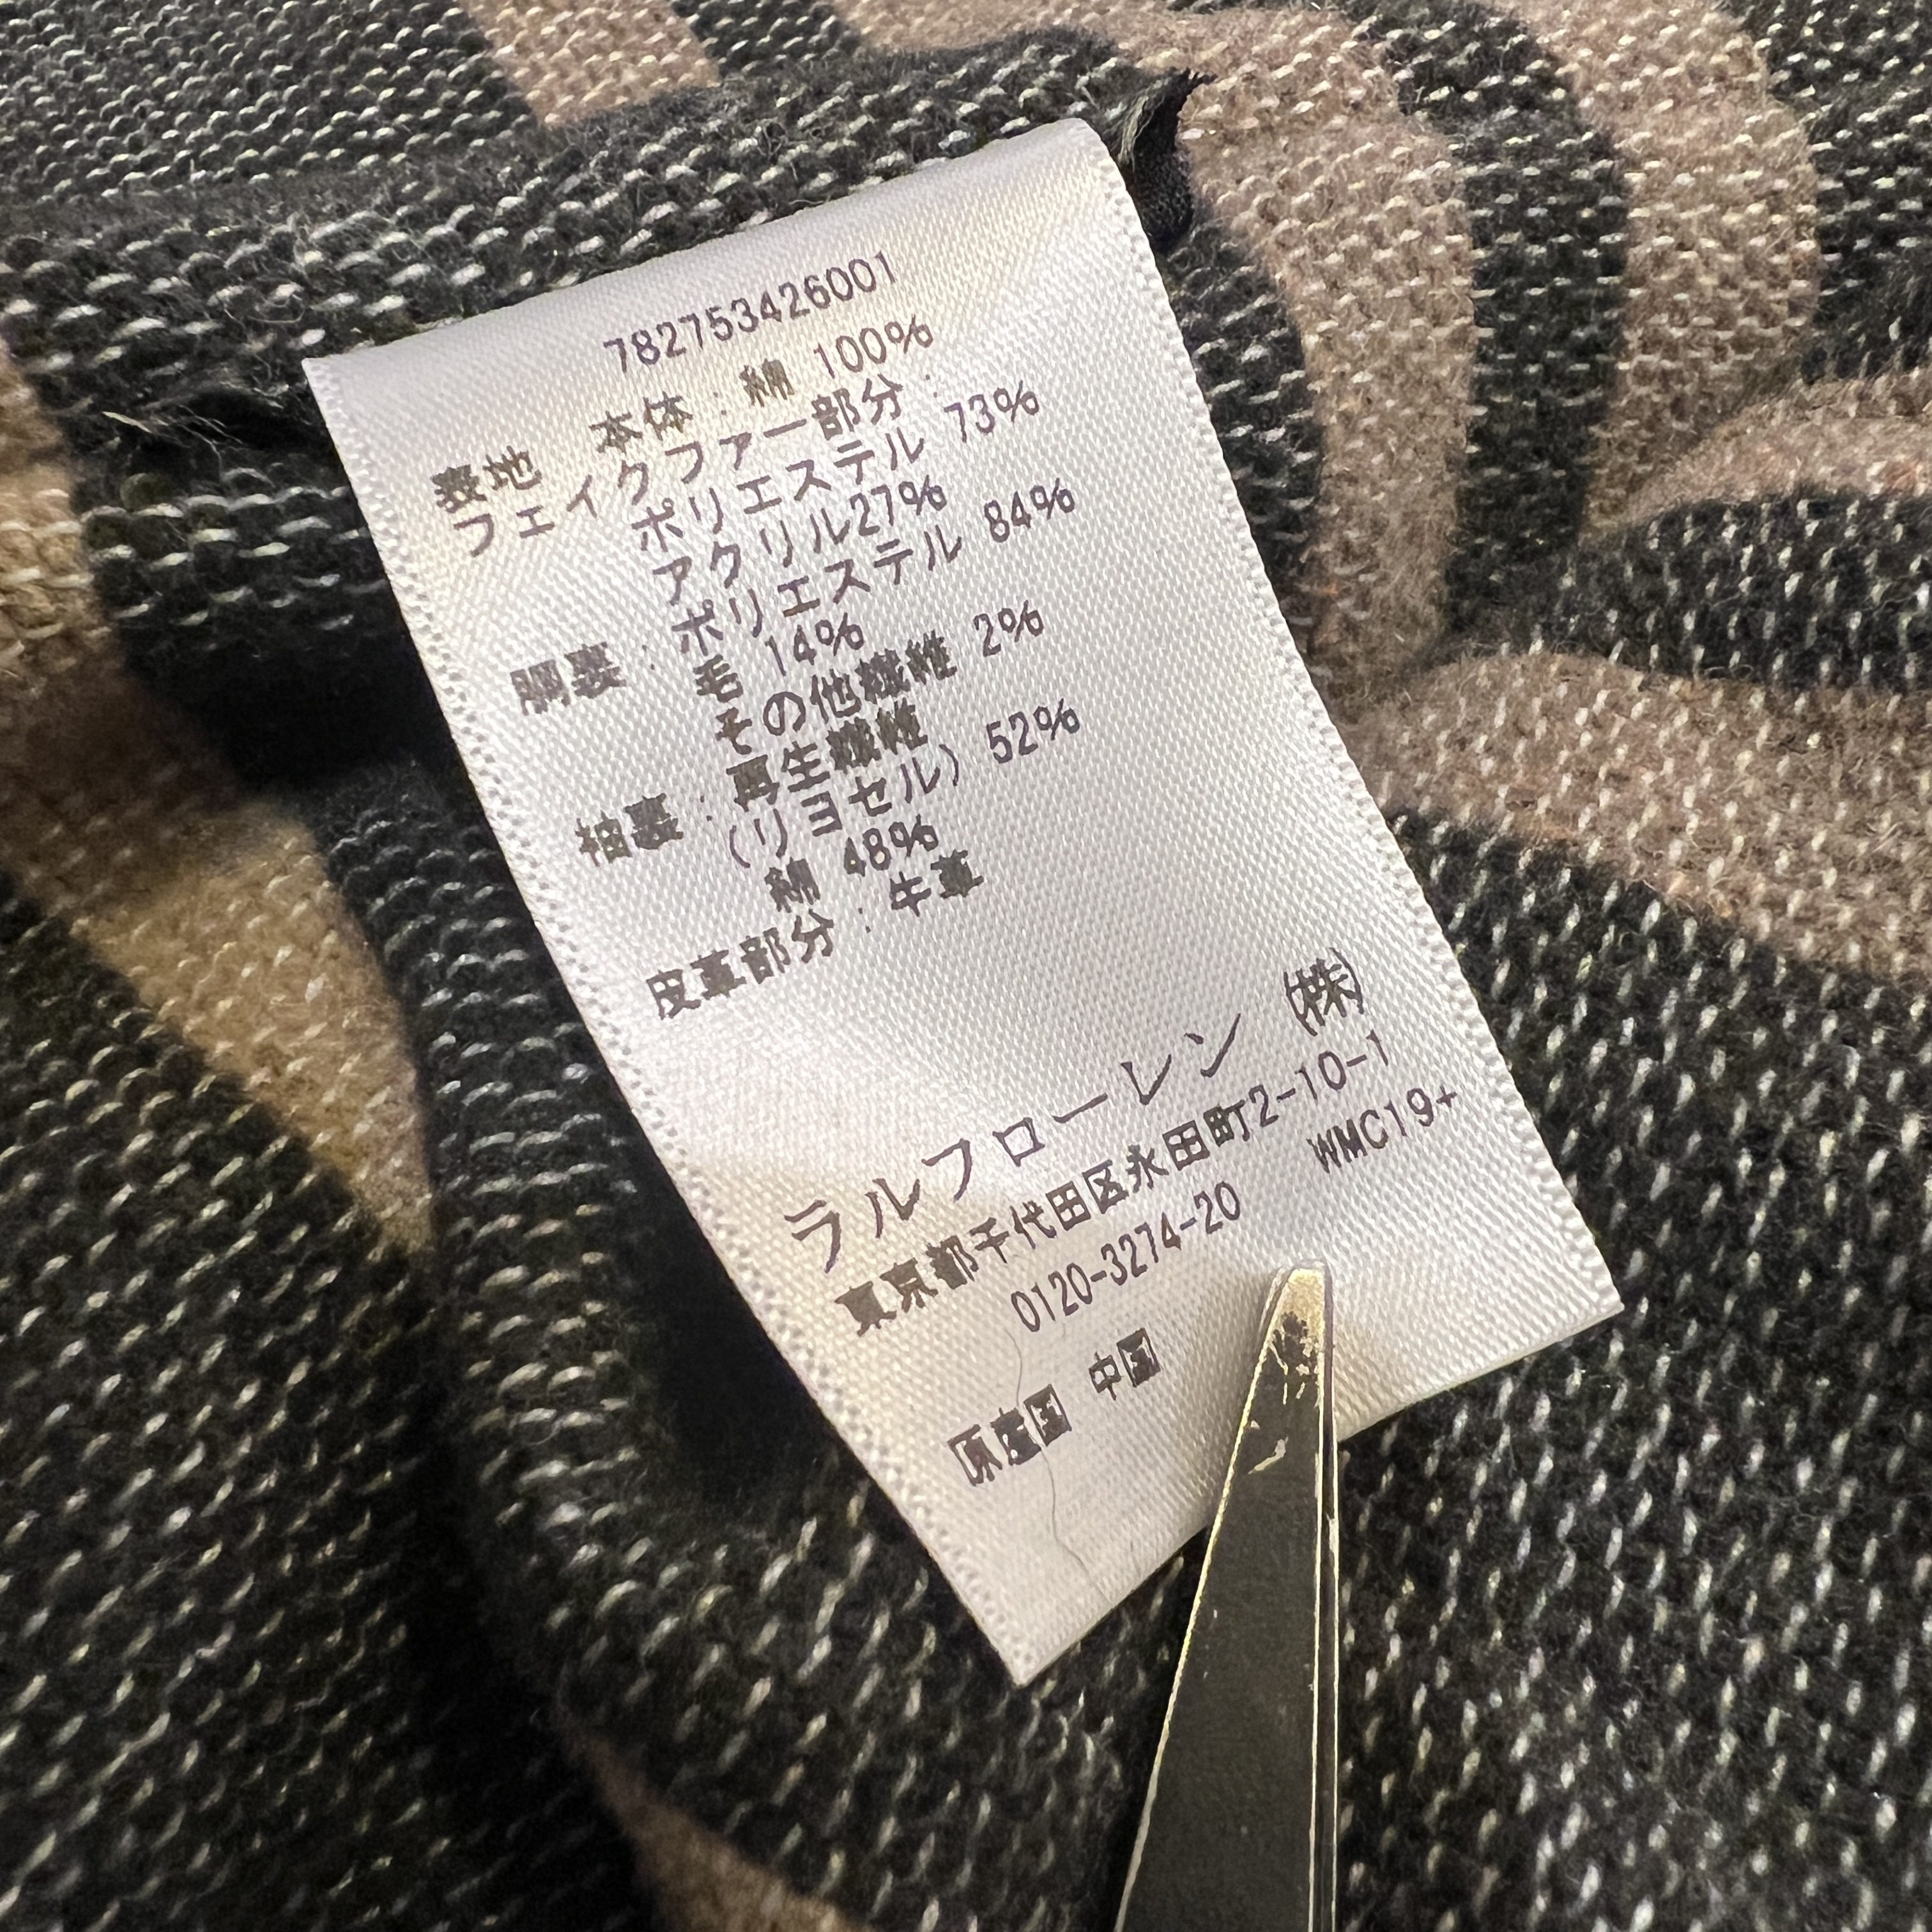 782753426001
表地 本体:綿 100%
フェイクファー部分:
ポリエステル 73%
アクリル27%
胴裏:ポリエステル 84%
毛 14%
その他繊維 2%
袖裏:再生繊維
(リヨセル) 52%
綿 48%
皮革部分:牛革
ラルフローレン ㈱
東京都千代田区永田町2-10-1
0120-3274-20 WMC19+
原産国 中国